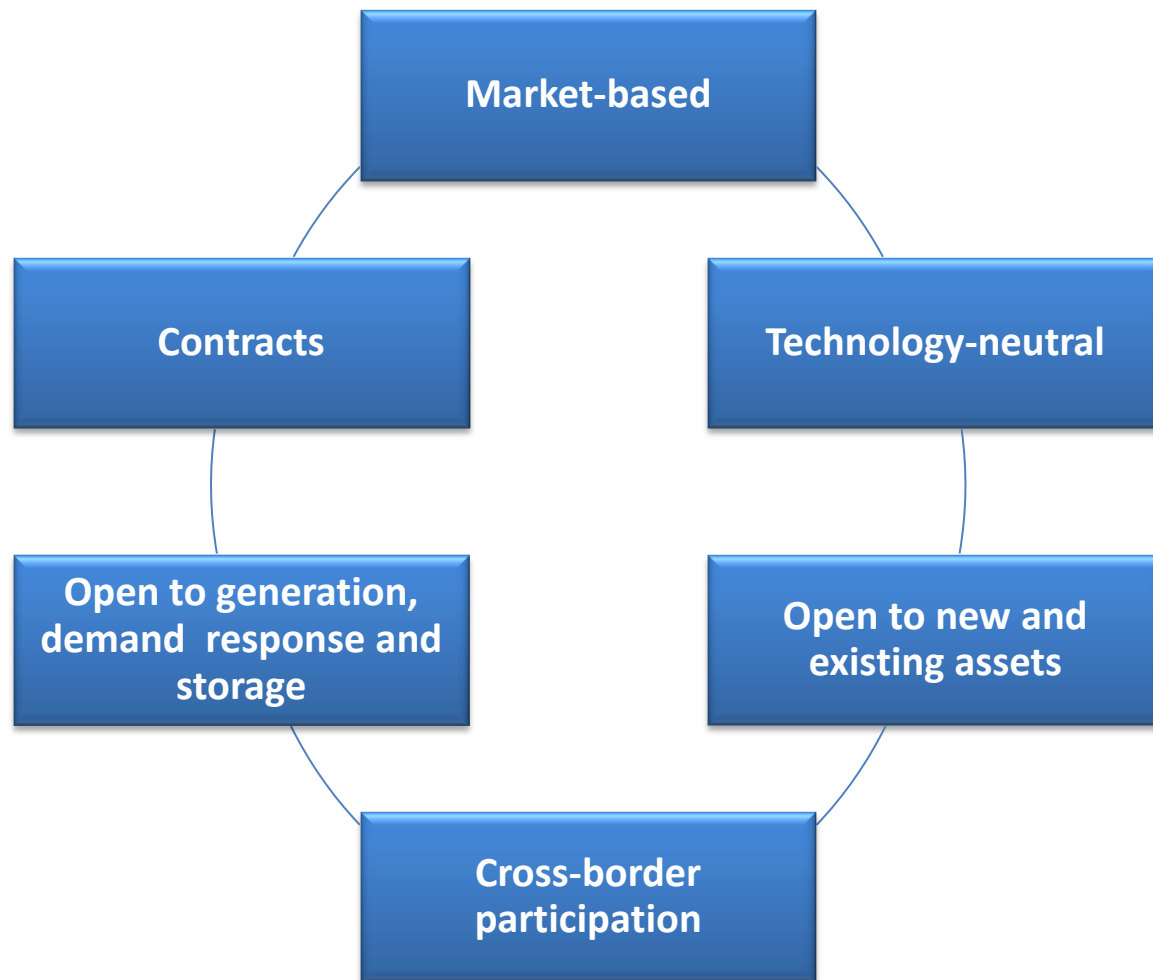 Market-based
Contracts
Technology-neutral
Open to generation,
demand  response and
storage
Open to new and
existing assets
Cross-border
participation